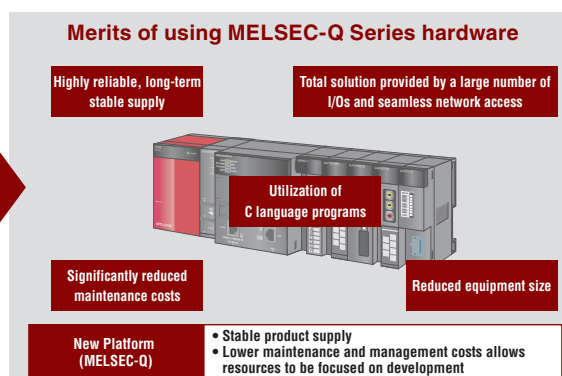 Merits of using MELSEC-Q Series hardware
Highly reliable, long-term
stable supply
Total solution provided by a large number of
I/Os and seamless network access
Utilization of
C language programs
Significantly reduced
maintenance costs
Reduced equipment size
New Platform
(MELSEC-Q)
• Stable product supply
• Lower maintenance and management costs allows
resources to be focused on development